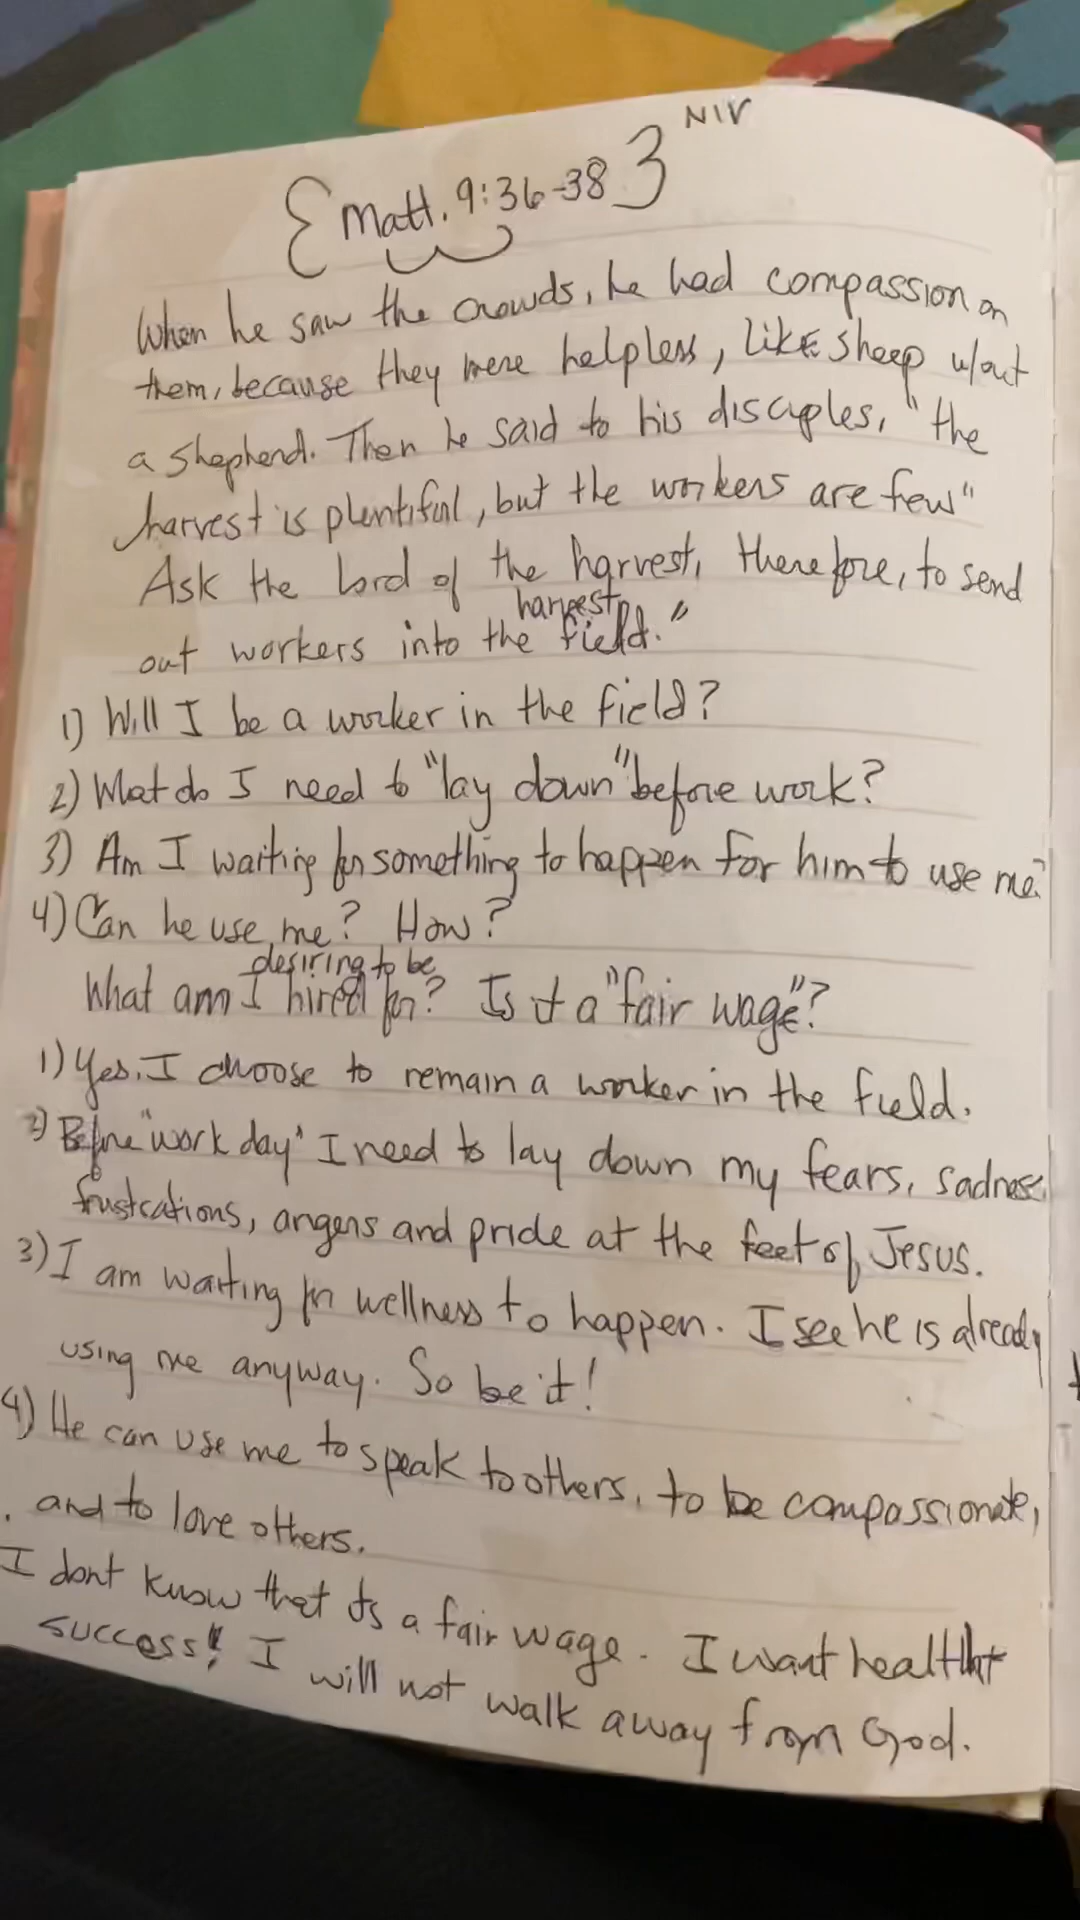 NIV
{ Matt. 9:36-38 }
When he saw the crowds, he had compassion on
them, because they were helpless, like sheep w/out
a shepherd. Then he said to his disciples, "the
harvest is plentiful, but the workers are few"
Ask the Lord of the harvest, therefore, to send
harvest
out workers into the field."
1) Will I be a worker in the field?
2) What do I need to "lay down" before work?
3) Am I waiting for something to happen for him to use me?
4) Can he use me? How?
desiring to be
What am I hired for? Is it a "fair wage"?
1) Yes, I choose to remain a worker in the field.
2) Before "work day" I need to lay down my fears, sadness
frustrations, angers and pride at the feet of Jesus.
3) I am waiting for wellness to happen. I see he is already
using me anyway. So be it!
4) He can use me to speak to others, to be compassionate,
and to love others.
I dont know that its a fair wage. I want health +
success! I will not walk away from God.